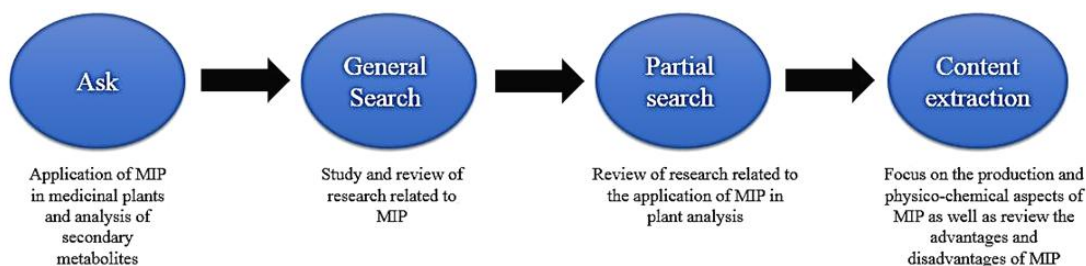 Ask
General
Search
Partial
search
Content
extraction
Application of MIP
in medicinal plants
and analysis of
secondary
metabolites
Study and review of
research related to
MIP
Review of research related to
the application of MIP in
plant analysis
Focus on the production and
physico-chemical aspects of
MIP as well as review the
advantages and
disadvantages of MIP